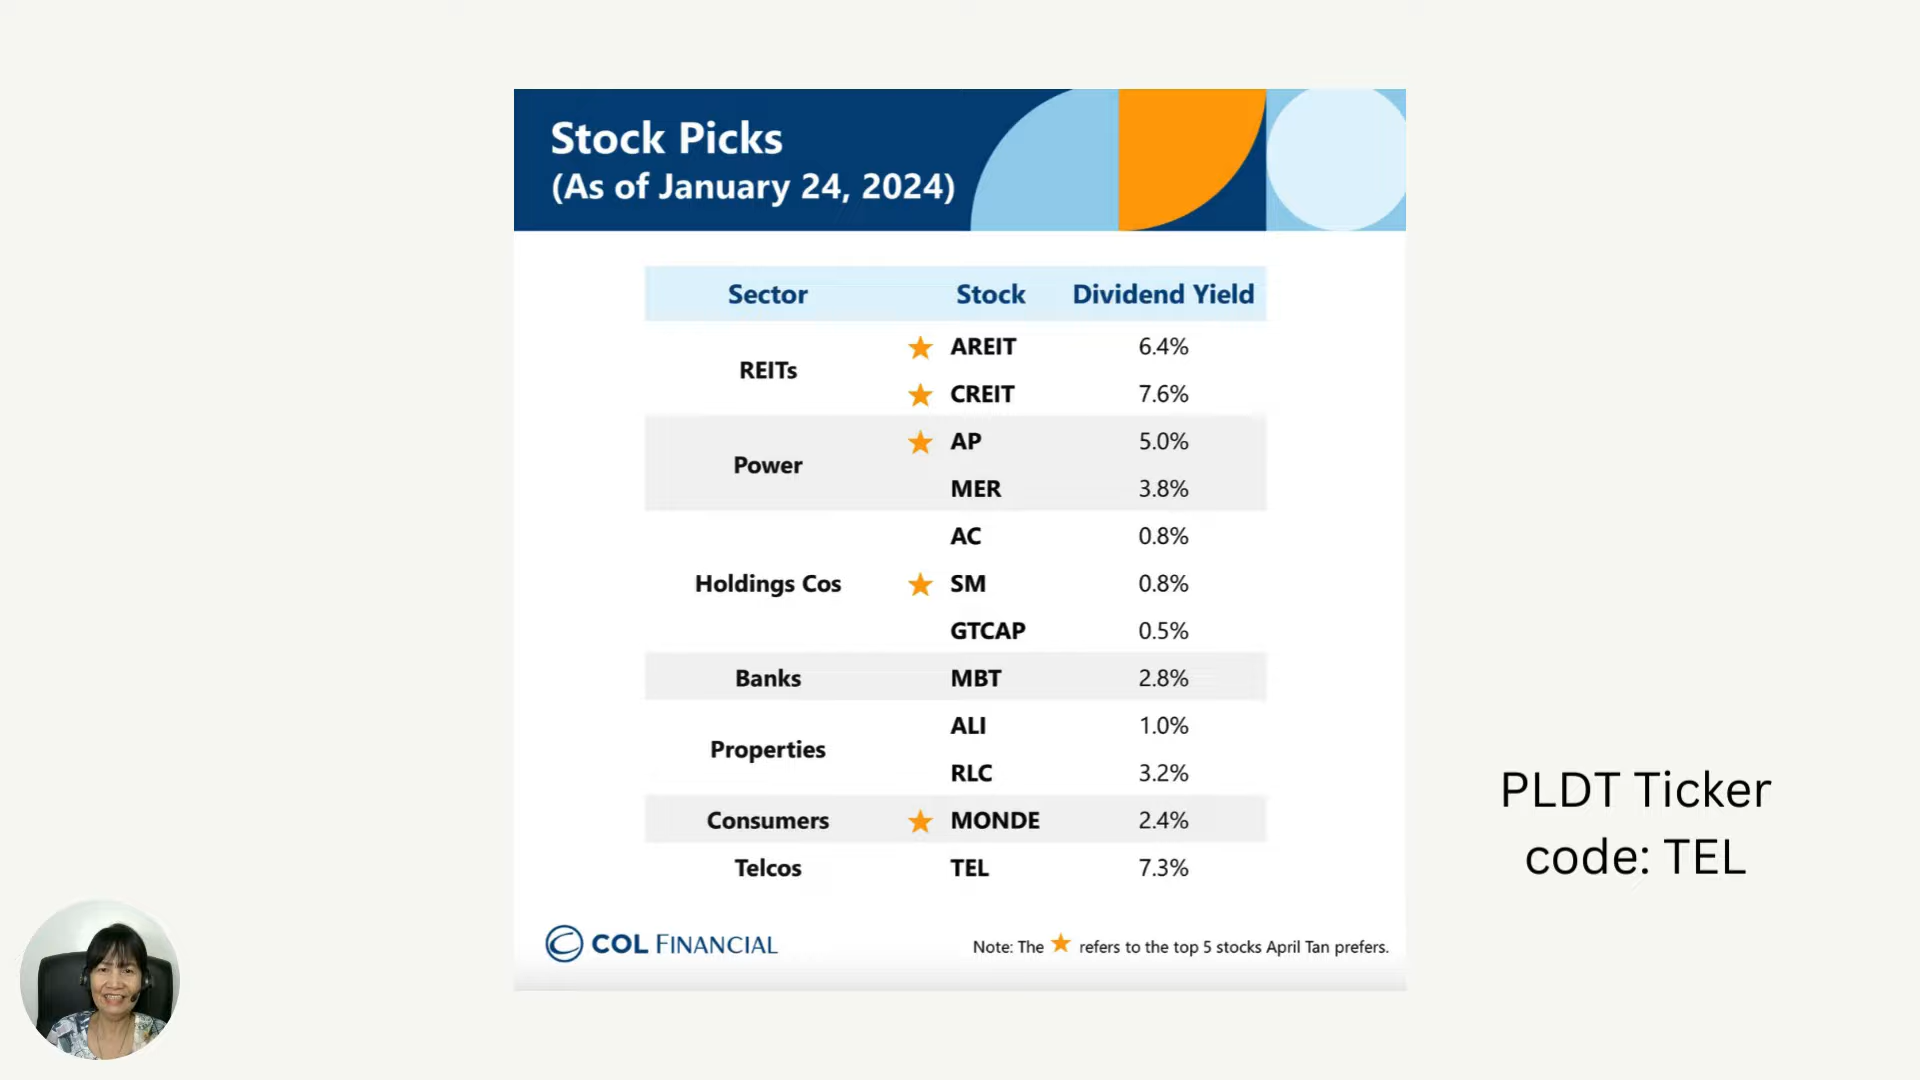 Stock Picks
(As of January 24, 2024)
Sector Stock Dividend Yield
REITs
★ AREIT 6.4%
★ CREIT 7.6%
Power
★ AP 5.0%
MER 3.8%
Holdings Cos
AC 0.8%
★ SM 0.8%
GTCAP 0.5%
Banks MBT 2.8%
Properties
ALI 1.0%
RLC 3.2%
Consumers ★ MONDE 2.4%
Telcos TEL 7.3%
COL FINANCIAL
Note: The ★ refers to the top 5 stocks April Tan prefers.
PLDT Ticker
code: TEL